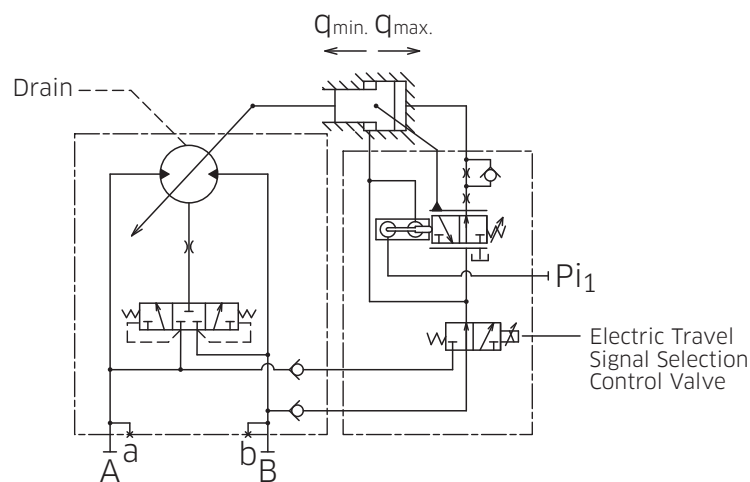 qmin. qmax.
Drain
Pi1
Electric Travel
Signal Selection
Control Valve
a b
A B